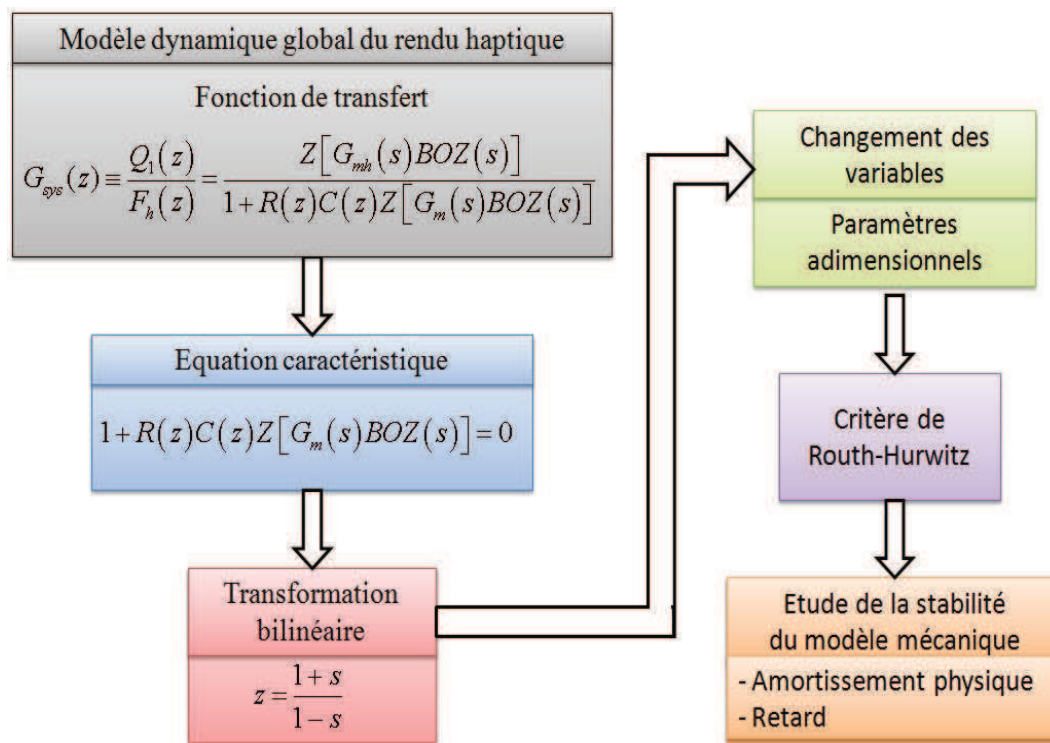 Modèle dynamique global du rendu haptique
Fonction de transfert
G_sys(z) ≡ Q_1(z) / F_h(z) = Z[G_mh(s)BOZ(s)] / 1 + R(z)C(z)Z[G_m(s)BOZ(s)]
Equation caractéristique
1 + R(z)C(z)Z[G_m(s)BOZ(s)] = 0
Transformation
bilinéaire
z = 1 + s / 1 − s
Changement des
variables
Paramètres
adimensionnels
Critère de
Routh-Hurwitz
Etude de la stabilité
du modèle mécanique
- Amortissement physique
- Retard